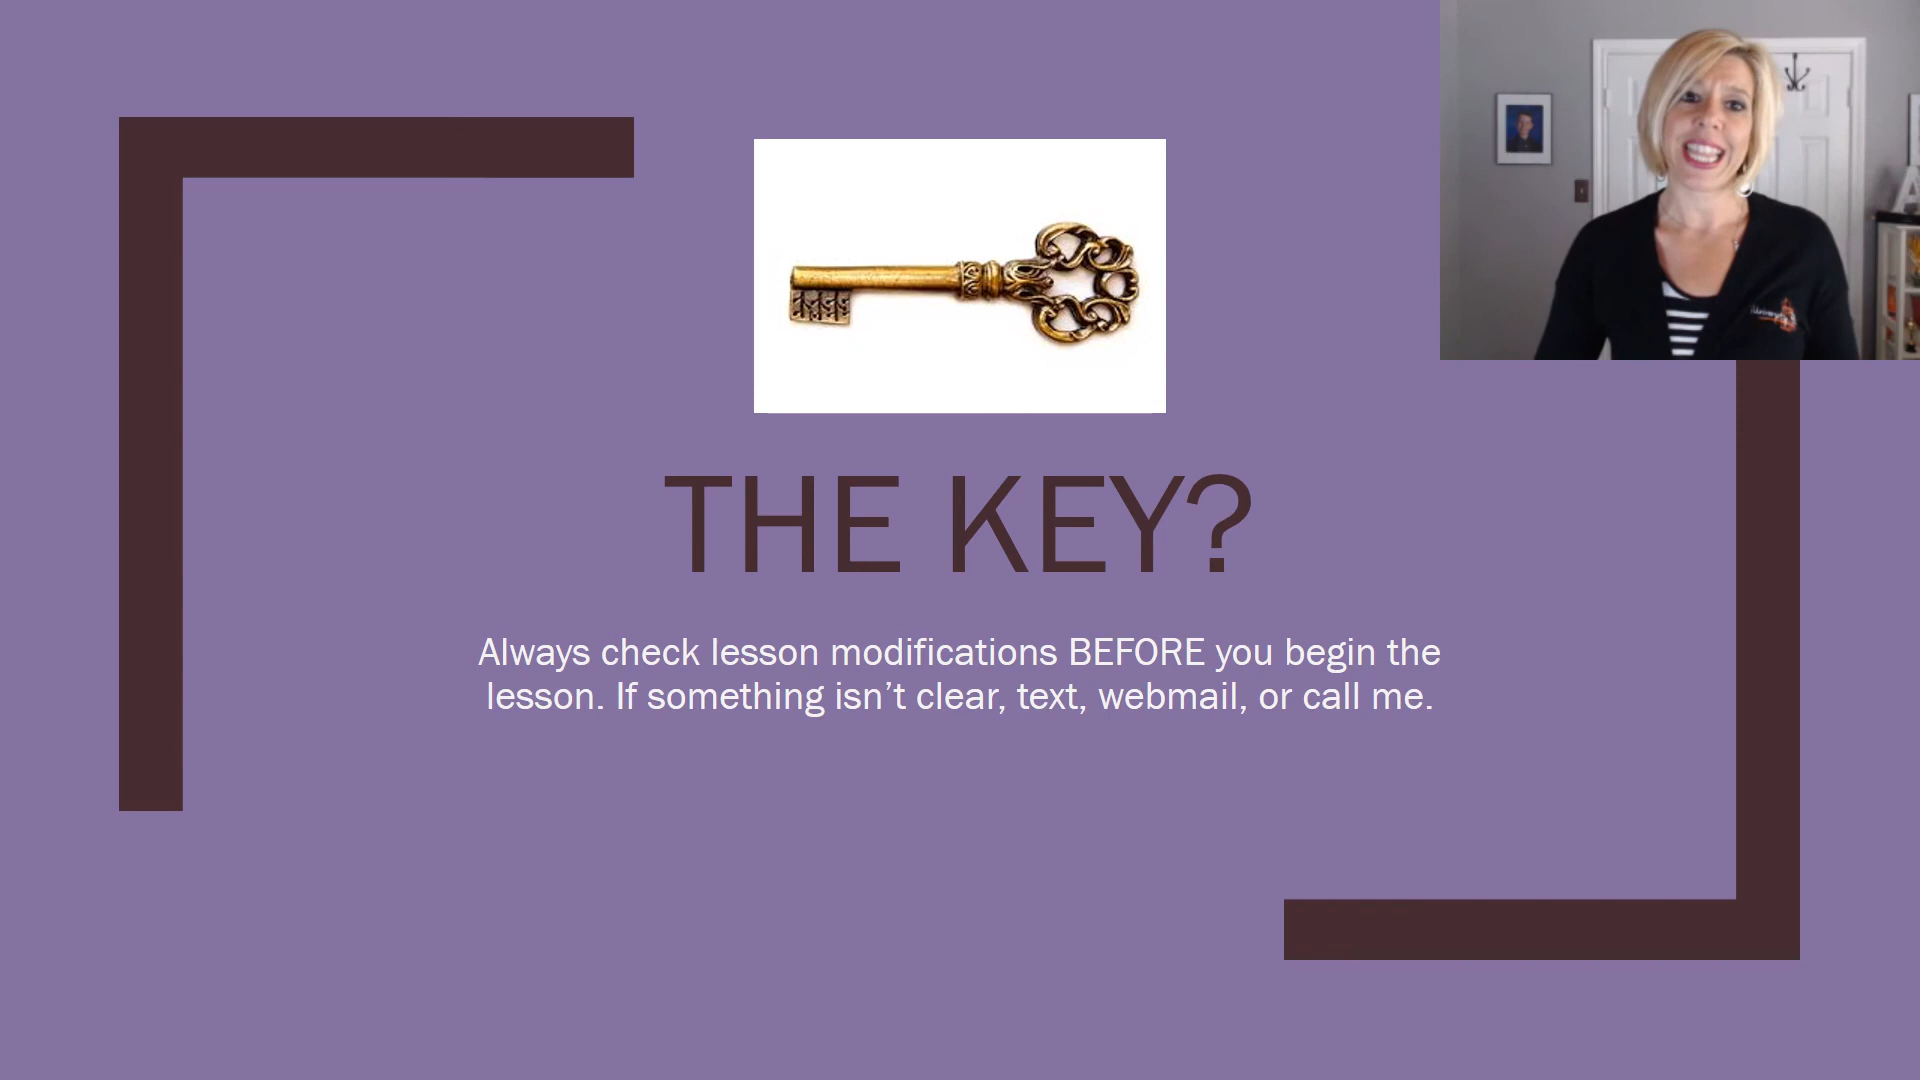 THE KEY?
Always check lesson modifications BEFORE you begin the
lesson. If something isn’t clear, text, webmail, or call me.